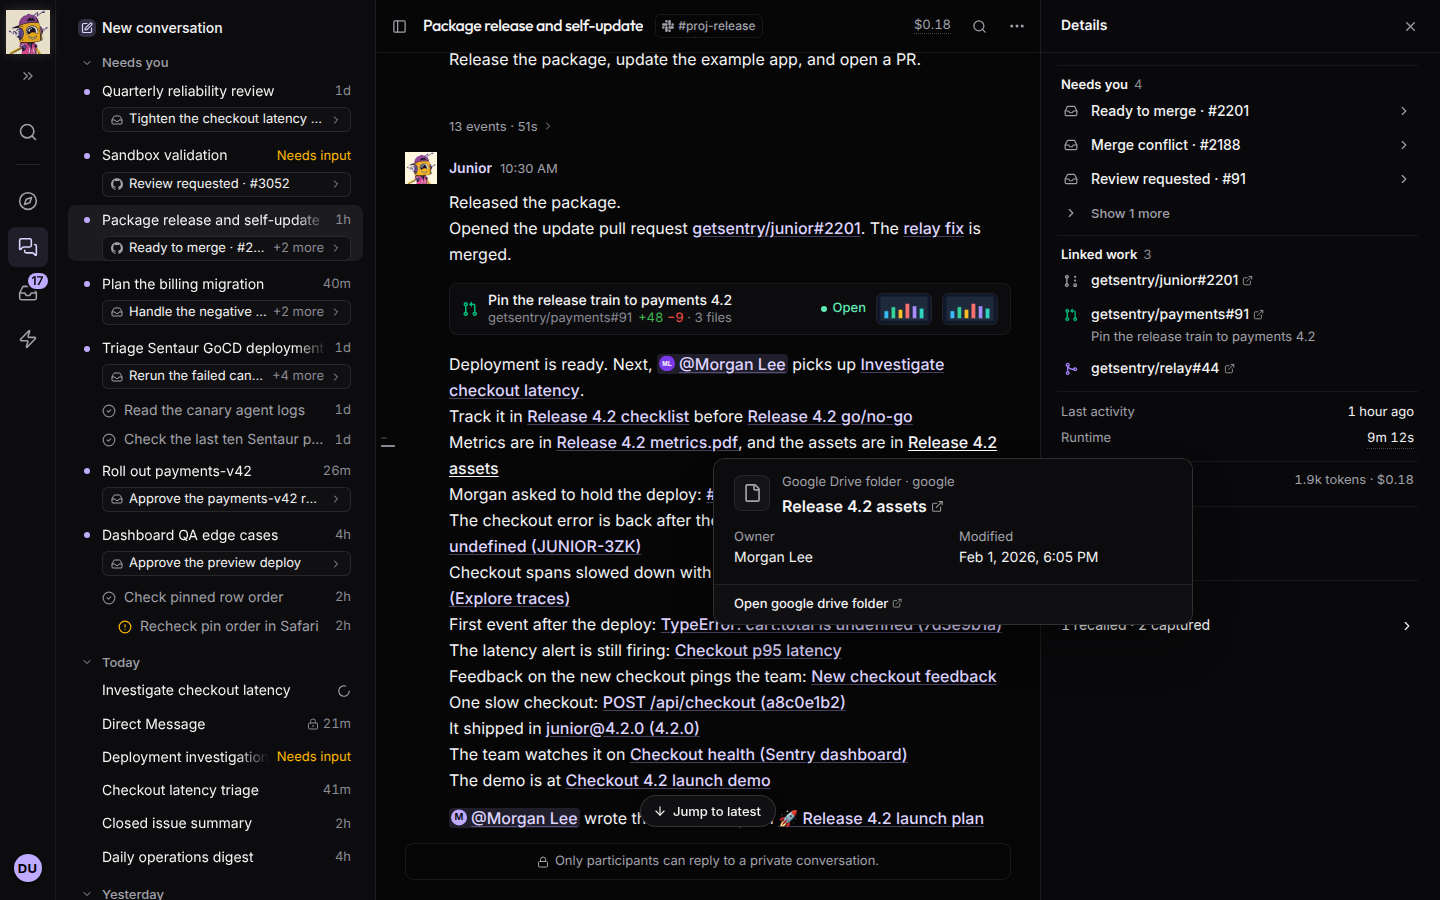 New conversation
Needs you
Quarterly reliability review 1d
Tighten the checkout latency ...
Sandbox validation Needs input
Review requested · #3052
Package release and self-update 1h
Ready to merge · #2... +2 more
Plan the billing migration 40m
Handle the negative ... +2 more
Triage Sentaur GoCD deployment 1d
Rerun the failed can... +4 more
Read the canary agent logs 1d
Check the last ten Sentaur p... 1d
Roll out payments-v42 26m
Approve the payments-v42 r...
Dashboard QA edge cases 4h
Approve the preview deploy
Check pinned row order 2h
Recheck pin order in Safari 2h
Today
Investigate checkout latency
Direct Message 21m
Deployment investigation Needs input
Checkout latency triage 41m
Closed issue summary 2h
Daily operations digest 4h
Yesterday
17
DU
Package release and self-update #proj-release $0.18
Release the package, update the example app, and open a PR.
13 events · 51s
Junior 10:30 AM
Released the package.
Opened the update pull request getsentry/junior#2201. The relay fix is
merged.
Pin the release train to payments 4.2
getsentry/payments#91 +48 −9 · 3 files
Open
Deployment is ready. Next, ML @Morgan Lee picks up Investigate
checkout latency.
Track it in Release 4.2 checklist before Release 4.2 go/no-go
Metrics are in Release 4.2 metrics.pdf, and the assets are in Release 4.2
assets
Morgan asked to hold the deploy: #
The checkout error is back after the
undefined (JUNIOR-3ZK)
Checkout spans slowed down with
(Explore traces)
First event after the deploy: TypeError: cart.total is undefined (7d3e9b1a)
The latency alert is still firing: Checkout p95 latency
Feedback on the new checkout pings the team: New checkout feedback
One slow checkout: POST /api/checkout (a8c0e1b2)
It shipped in junior@4.2.0 (4.2.0)
The team watches it on Checkout health (Sentry dashboard)
The demo is at Checkout 4.2 launch demo
M @Morgan Lee wrote 🚀 Release 4.2 launch plan
Jump to latest
Only participants can reply to a private conversation.
Google Drive folder · google
Release 4.2 assets
Owner Modified
Morgan Lee Feb 1, 2026, 6:05 PM
Open google drive folder
Details
Needs you 4
Ready to merge · #2201
Merge conflict · #2188
Review requested · #91
Show 1 more
Linked work 3
getsentry/junior#2201
getsentry/payments#91
Pin the release train to payments 4.2
getsentry/relay#44
Last activity 1 hour ago
Runtime 9m 12s
1.9k tokens · $0.18
1 recalled · 2 captured